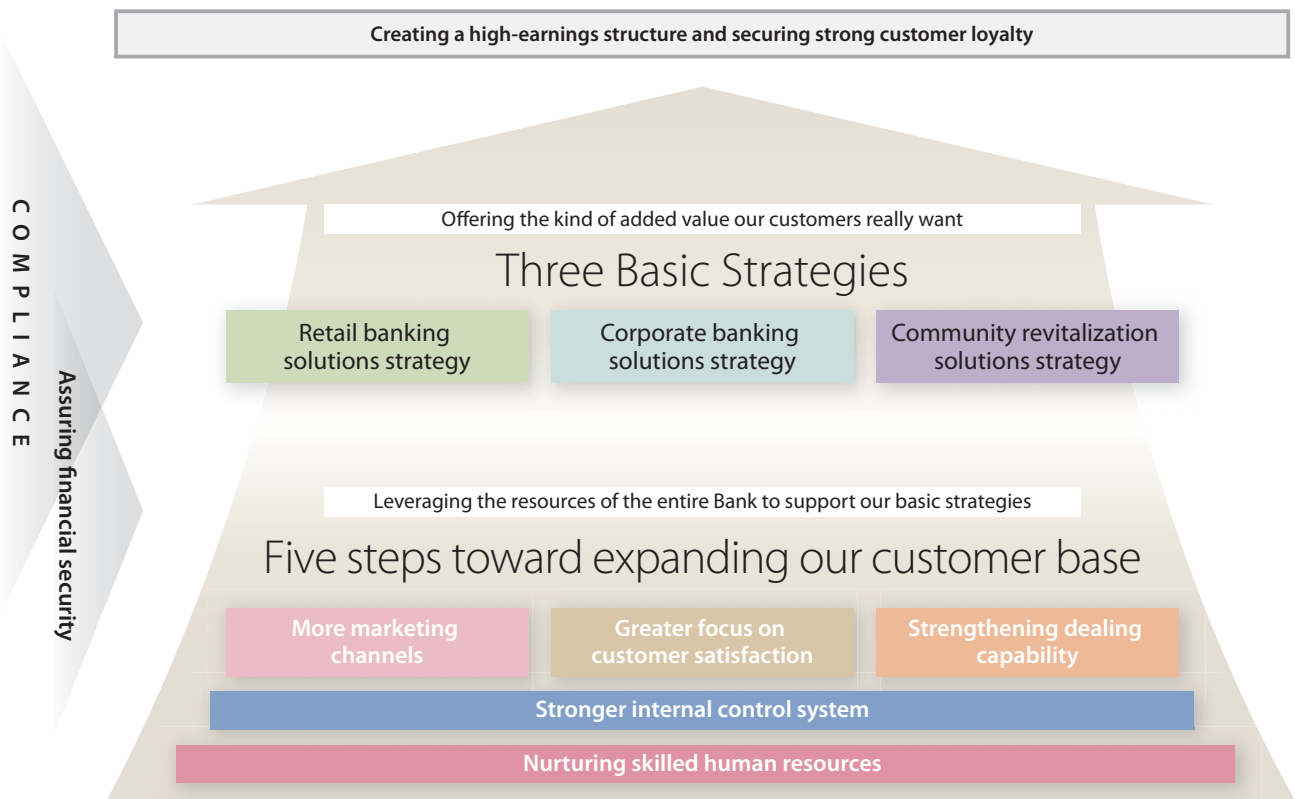 Creating a high-earnings structure and securing strong customer loyalty
COMPLIANCE
Assuring financial security
Offering the kind of added value our customers really want
Three Basic Strategies
Retail banking
solutions strategy
Corporate banking
solutions strategy
Community revitalization
solutions strategy
Leveraging the resources of the entire Bank to support our basic strategies
Five steps toward expanding our customer base
More marketing
channels
Greater focus on
customer satisfaction
Strengthening dealing
capability
Stronger internal control system
Nurturing skilled human resources